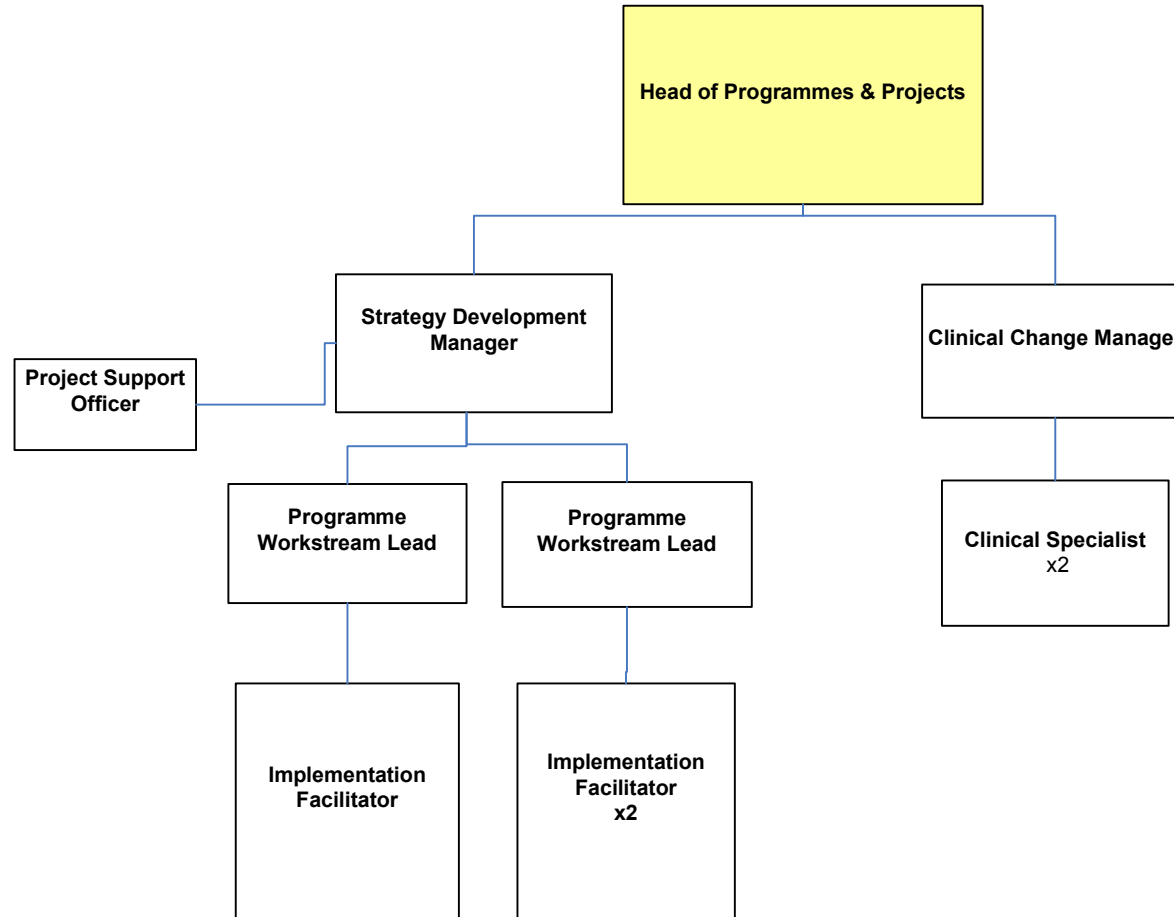 Head of Programmes & Projects
Strategy Development
Manager
Clinical Change Manage
Project Support
Officer
Programme
Workstream Lead
Programme
Workstream Lead
Clinical Specialist
x2
Implementation
Facilitator
Implementation
Facilitator
x2